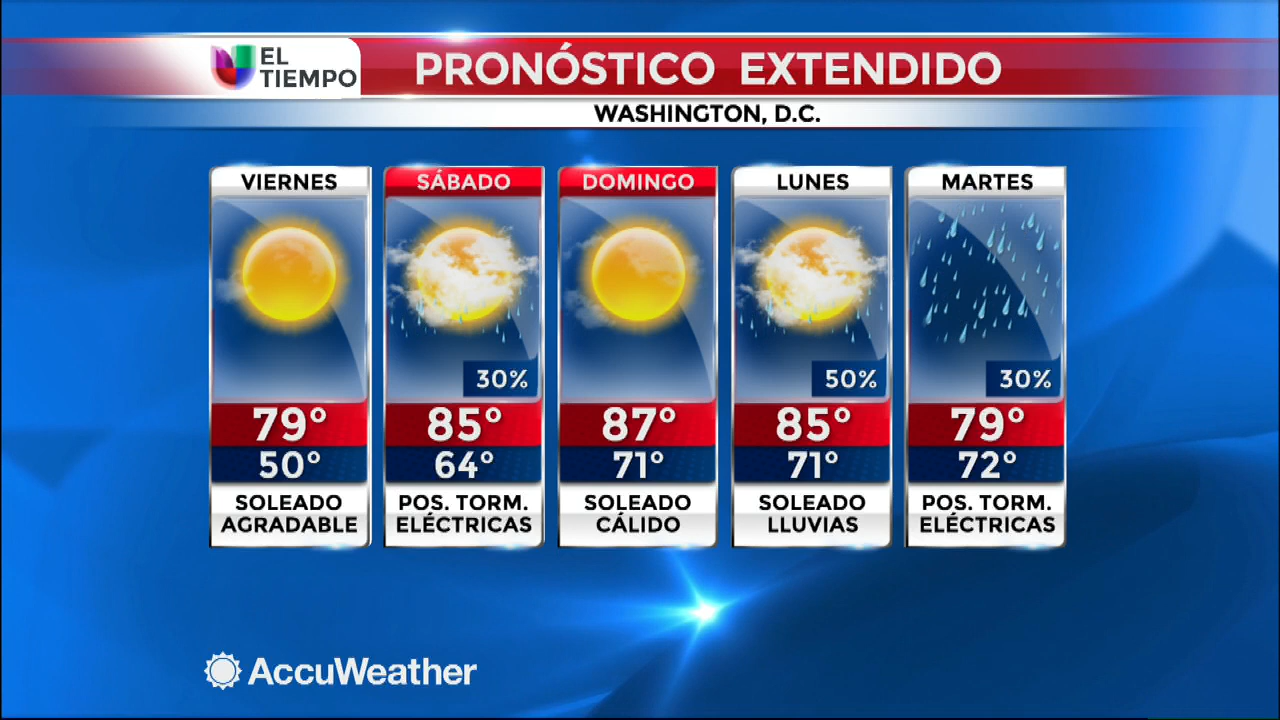 EL
TIEMPO
PRONÓSTICO EXTENDIDO
WASHINGTON, D.C.
VIERNES
79°
50°
SOLEADO
AGRADABLE
SÁBADO
30%
85°
64°
POS. TORM.
ELÉCTRICAS
DOMINGO
87°
71°
SOLEADO
CÁLIDO
LUNES
50%
85°
71°
SOLEADO
LLUVIAS
MARTES
30%
79°
72°
POS. TORM.
ELÉCTRICAS
AccuWeather